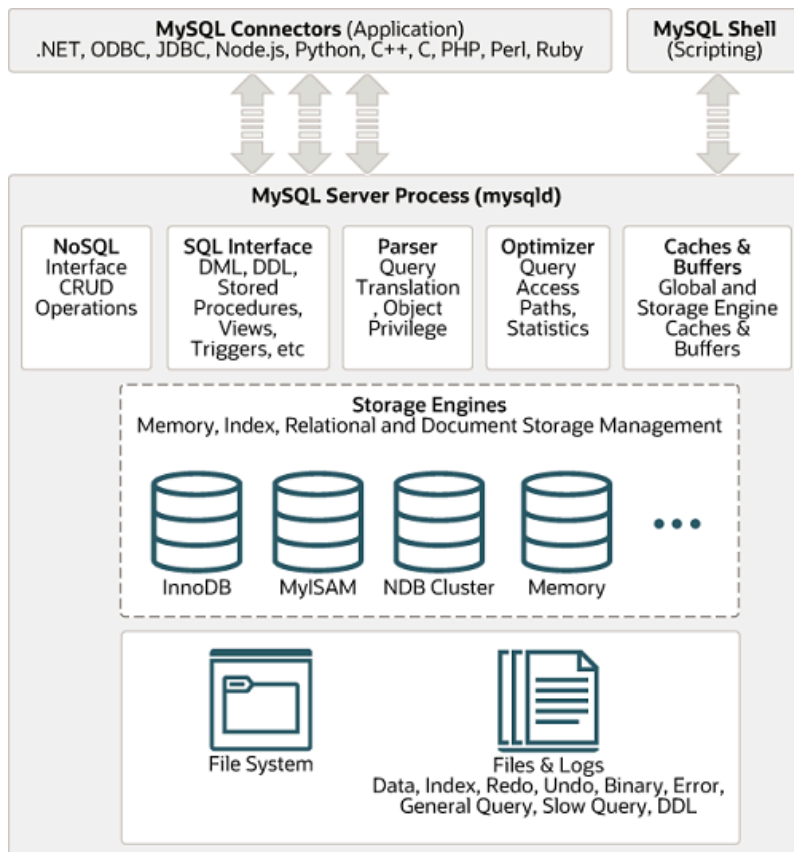 MySQL Connectors (Application)
.NET, ODBC, JDBC, Node.js, Python, C++, C, PHP, Perl, Ruby
MySQL Shell
(Scripting)
MySQL Server Process (mysqld)
NoSQL
Interface
CRUD
Operations
SQL Interface
DML, DDL,
Stored
Procedures,
Views,
Triggers, etc
Parser
Query
Translation
, Object
Privilege
Optimizer
Query
Access
Paths,
Statistics
Caches &
Buffers
Global and
Storage Engine
Caches &
Buffers
Storage Engines
Memory, Index, Relational and Document Storage Management
InnoDB
MyISAM
NDB Cluster
Memory
File System
Files & Logs
Data, Index, Redo, Undo, Binary, Error,
General Query, Slow Query, DDL